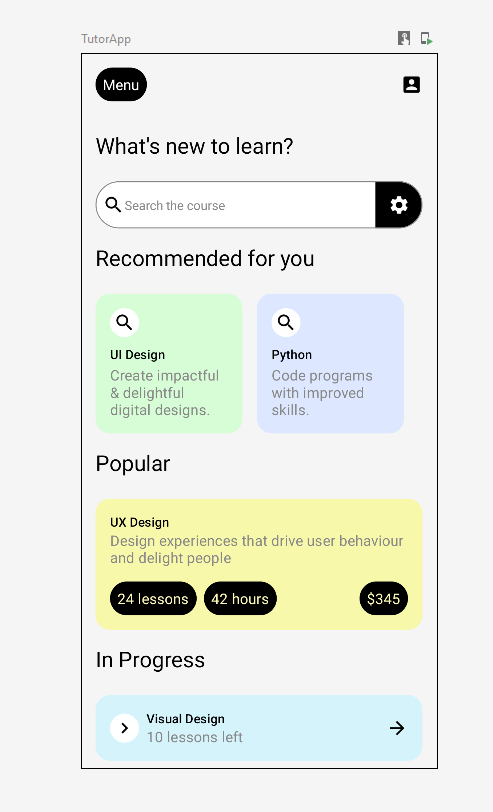 TutorApp
Menu
What's new to learn?
Search the course
Recommended for you
UI Design
Create impactful
& delightful
digital designs.
Python
Code programs
with improved
skills.
Popular
UX Design
Design experiences that drive user behaviour
and delight people
24 lessons 42 hours $345
In Progress
Visual Design
10 lessons left